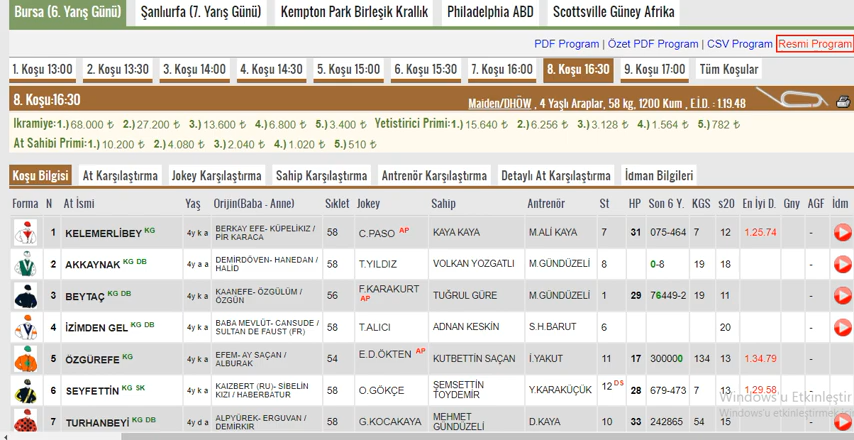 Bursa (6. Yarış Günü) Şanlıurfa (7. Yarış Günü) Kempton Park Birleşik Krallık Philadelphia ABD Scottsville Güney Afrika
PDF Program | Özet PDF Program | CSV Program Resmi Program
1. Koşu 13:00 2. Koşu 13:30 3. Koşu 14:00 4. Koşu 14:30 5. Koşu 15:00 6. Koşu 15:30 7. Koşu 16:00 8. Koşu 16:30 9. Koşu 17:00 Tüm Koşular
8. Koşu:16:30 Maiden/DHÖW , 4 Yaşlı Araplar, 58 kg, 1200 Kum , E.İ.D. : 1.19.48
Ikramiye:1.) 68.000 ₺ 2.) 27.200 ₺ 3.) 13.600 ₺ 4.) 6.800 ₺ 5.) 3.400 ₺ Yetistirici Primi:1.) 15.640 ₺ 2.) 6.256 ₺ 3.) 3.128 ₺ 4.) 1.564 ₺ 5.) 782 ₺
At Sahibi Primi:1.) 10.200 ₺ 2.) 4.080 ₺ 3.) 2.040 ₺ 4.) 1.020 ₺ 5.) 510 ₺
Koşu Bilgisi At Karşılaştırma Jokey Karşılaştırma Sahip Karşılaştırma Antrenör Karşılaştırma Detaylı At Karşılaştırma İdman Bilgileri
Forma N At İsmi Yaş Orijin(Baba - Anne) Sıklet Jokey Sahip Antrenör St HP Son 6 Y. KGS s20 En İyi D. Gny AGF İdm
1 KELEMERLİBEY KG 4y k a BERKAY EFE- KÜPELİKIZ / PİR KARACA 58 C.PASO AP KAYA KAYA M.ALİ KAYA 7 31 075-464 7 12 1.25.74 -
2 AKKAYNAK KG DB 4y a a DEMİRDÖVEN- HANEDAN / HALİD 58 T.YILDIZ VOLKAN YOZGATLI M.GÜNDÜZELİ 8 0-8 19 18 -
3 BEYTAÇ KG DB 4y k a KAANEFE- ÖZGÜLÜM / ÖZGÜN 56 F.KARAKURT AP TUĞRUL GÜRE M.GÜNDÜZELİ 1 29 76449-2 19 11 -
4 İZİMDEN GEL KG DB 4y k a BABA MEVLÜT- CANSUDE / SULTAN DE FAUST (FR) 58 T.ALICI ADNAN KESKİN S.H.BARUT 6 20 -
5 ÖZGÜREFE KG 4y k a EFEM- AY SAÇAN / ALBURAK 54 E.D.ÖKTEN AP KUTBETTİN SAÇAN İ.YAKUT 11 17 300000 134 13 1.34.79 -
6 SEYFETTİN KG SK 4y k a KAIZBERT (RU)- SİBELİN KIZI / HABERBATUR 58 O.GÖKÇE ŞEMSETTİN TOYDEMİR Y.KARAKÜÇÜK 12 DS 28 679-473 7 13 1.29.58 -
Windows'u Etkinleştir
Windows'u etkinleştirmek
7 TURHANBEYİ KG DB 4y d a ALPYÜREK- ERGUVAN / DEMİRKIR 58 G.KOCAKAYA MEHMET GÜNDÜZELİ D.KAYA 10 33 242865 54 15 -